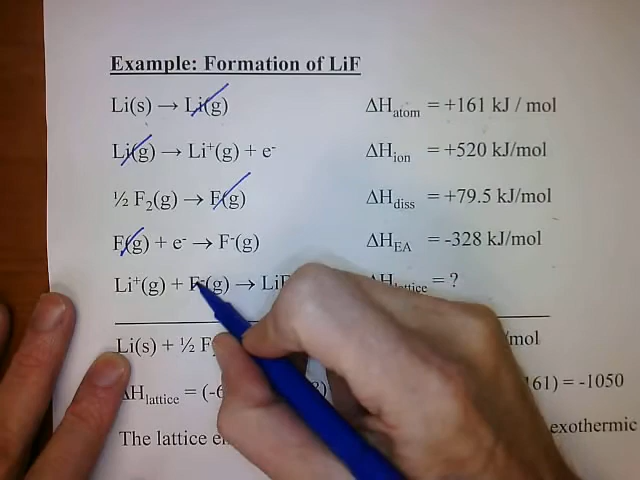 Example: Formation of LiF
Li(s) → Li(g) ΔHatom = +161 kJ / mol
Li(g) → Li⁺(g) + e⁻ ΔHion = +520 kJ/mol
½ F₂(g) → F(g) ΔHdiss = +79.5 kJ/mol
F(g) + e⁻ → F⁻(g) ΔHEA = -328 kJ/mol
Li⁺(g) + F⁻(g) → LiF = ?
Li(s) + ½ F /mol
ΔHlattice = (-6 161) = -1050
The lattice exothermic